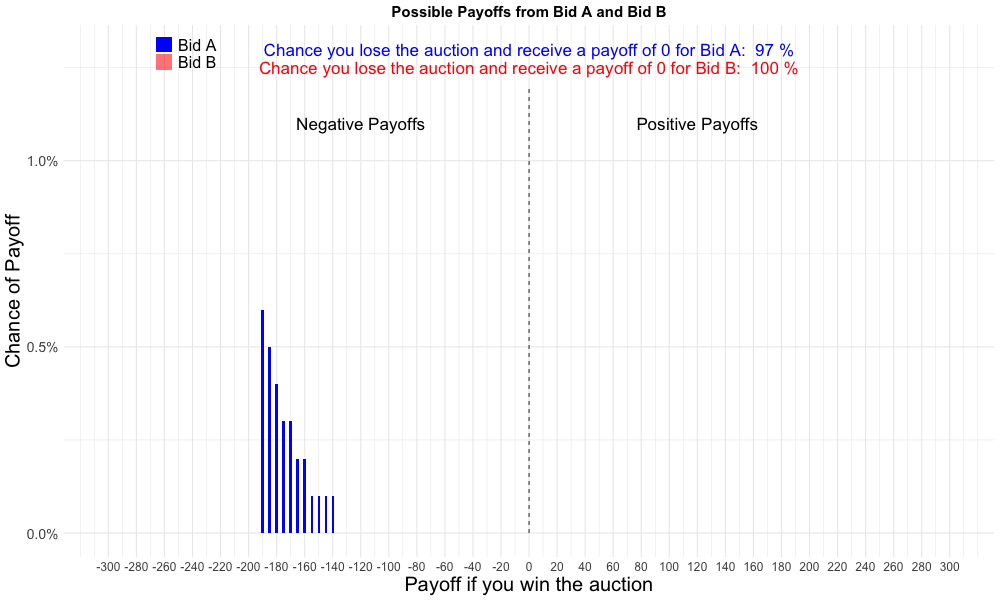 Possible Payoffs from Bid A and Bid B
Bid A
Bid B
Chance you lose the auction and receive a payoff of 0 for Bid A:  97 %
Chance you lose the auction and receive a payoff of 0 for Bid B:  100 %
Negative Payoffs
Positive Payoffs
Chance of Payoff
1.0%
0.5%
0.0%
-300 -280 -260 -240 -220 -200 -180 -160 -140 -120 -100 -80 -60 -40 -20 0 20 40 60 80 100 120 140 160 180 200 220 240 260 280 300
Payoff if you win the auction